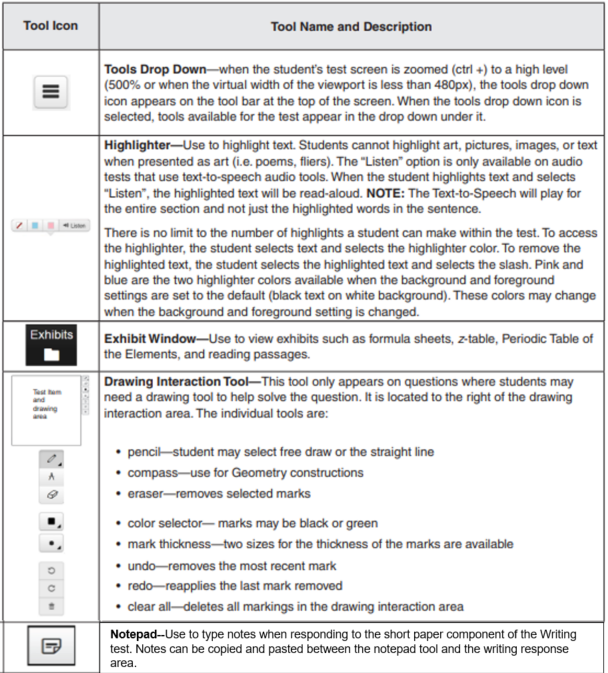 Tool Icon
Tool Name and Description
Tools Drop Down—when the student's test screen is zoomed (ctrl +) to a high level
(500% or when the virtual width of the viewport is less than 480px), the tools drop down
icon appears on the tool bar at the top of the screen. When the tools drop down icon is
selected, tools available for the test appear in the drop down under it.
Listen
Highlighter—Use to highlight text. Students cannot highlight art, pictures, images, or text
when presented as art (i.e. poems, fliers). The "Listen" option is only available on audio
tests that use text-to-speech audio tools. When the student highlights text and selects
"Listen", the highlighted text will be read-aloud. NOTE: The Text-to-Speech will play for
the entire section and not just the highlighted words in the sentence.
There is no limit to the number of highlights a student can make within the test. To access
the highlighter, the student selects text and selects the highlighter color. To remove the
highlighted text, the student selects the highlighted text and selects the slash. Pink and
blue are the two highlighter colors available when the background and foreground
settings are set to the default (black text on white background). These colors may change
when the background and foreground setting is changed.
Exhibits
Exhibit Window—Use to view exhibits such as formula sheets, z-table, Periodic Table of
the Elements, and reading passages.
Test Item
and
drawing
area
Drawing Interaction Tool—This tool only appears on questions where students may
need a drawing tool to help solve the question. It is located to the right of the drawing
interaction area. The individual tools are:
• pencil—student may select free draw or the straight line
• compass—use for Geometry constructions
• eraser—removes selected marks
• color selector— marks may be black or green
• mark thickness—two sizes for the thickness of the marks are available
• undo—removes the most recent mark
• redo—reapplies the last mark removed
• clear all—deletes all markings in the drawing interaction area
Notepad--Use to type notes when responding to the short paper component of the Writing
test. Notes can be copied and pasted between the notepad tool and the writing response
area.